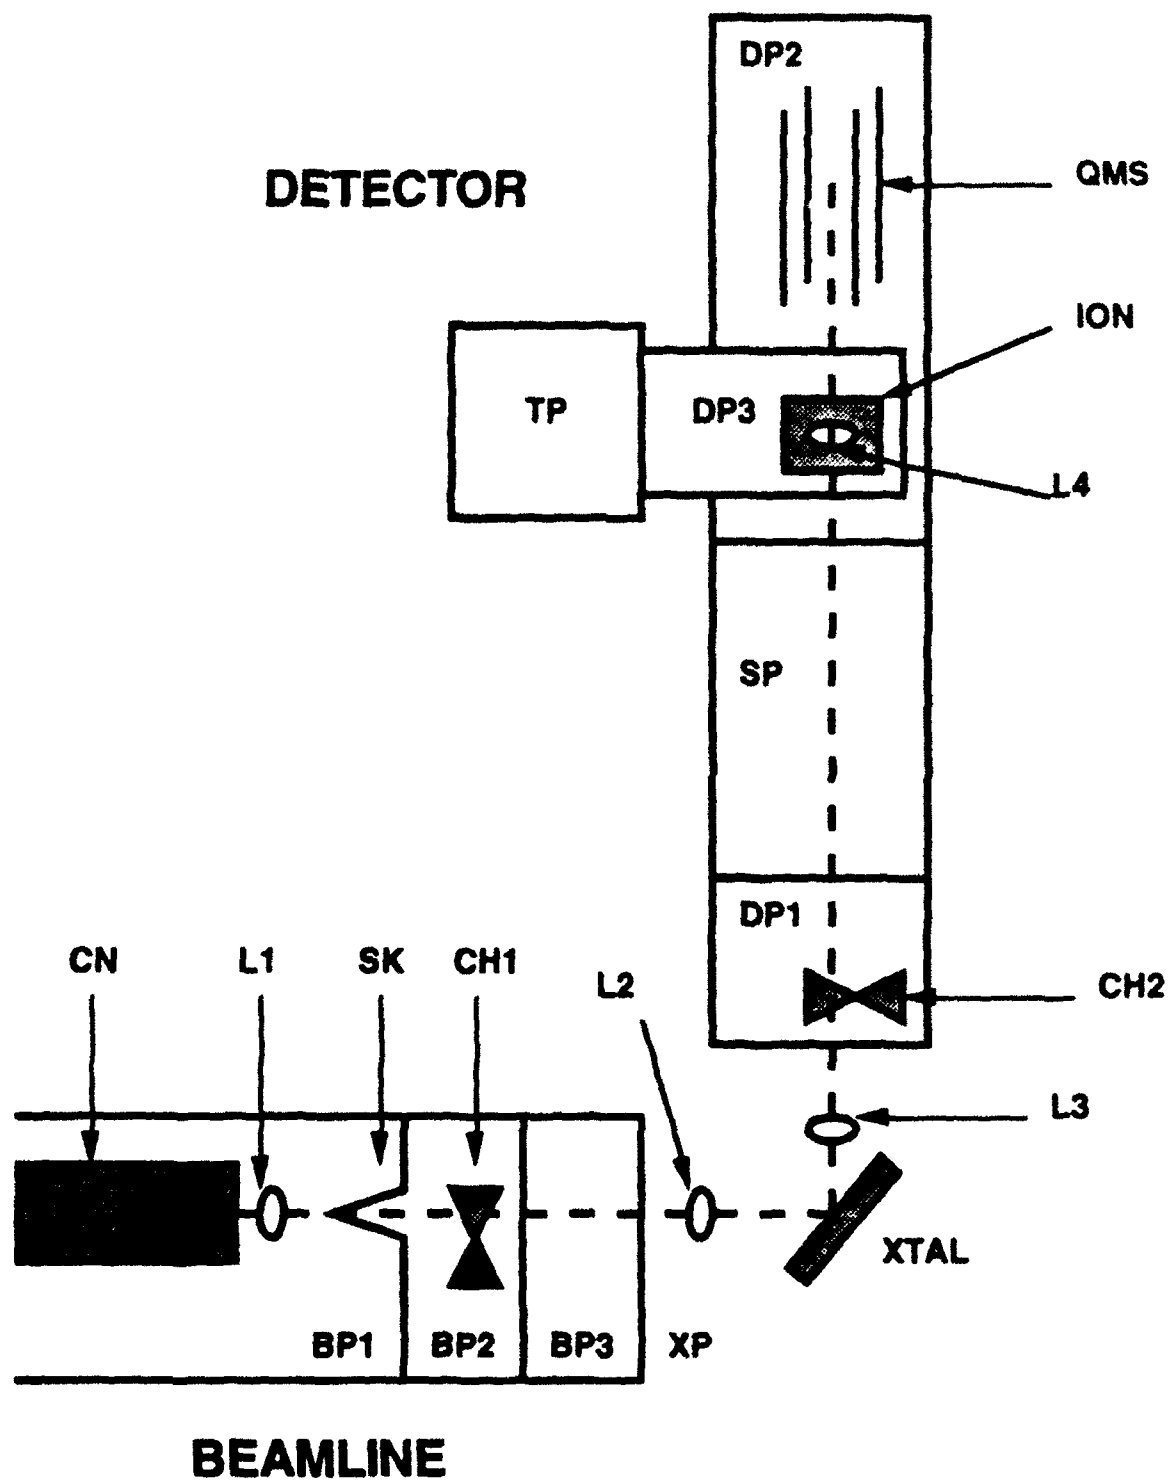 DP2
QMS
DETECTOR
ION
TP
DP3
L4
SP
DP1
CN
L1
SK
CH1
L2
CH2
L3
XTAL
BP1
BP2
BP3
XP
BEAMLINE